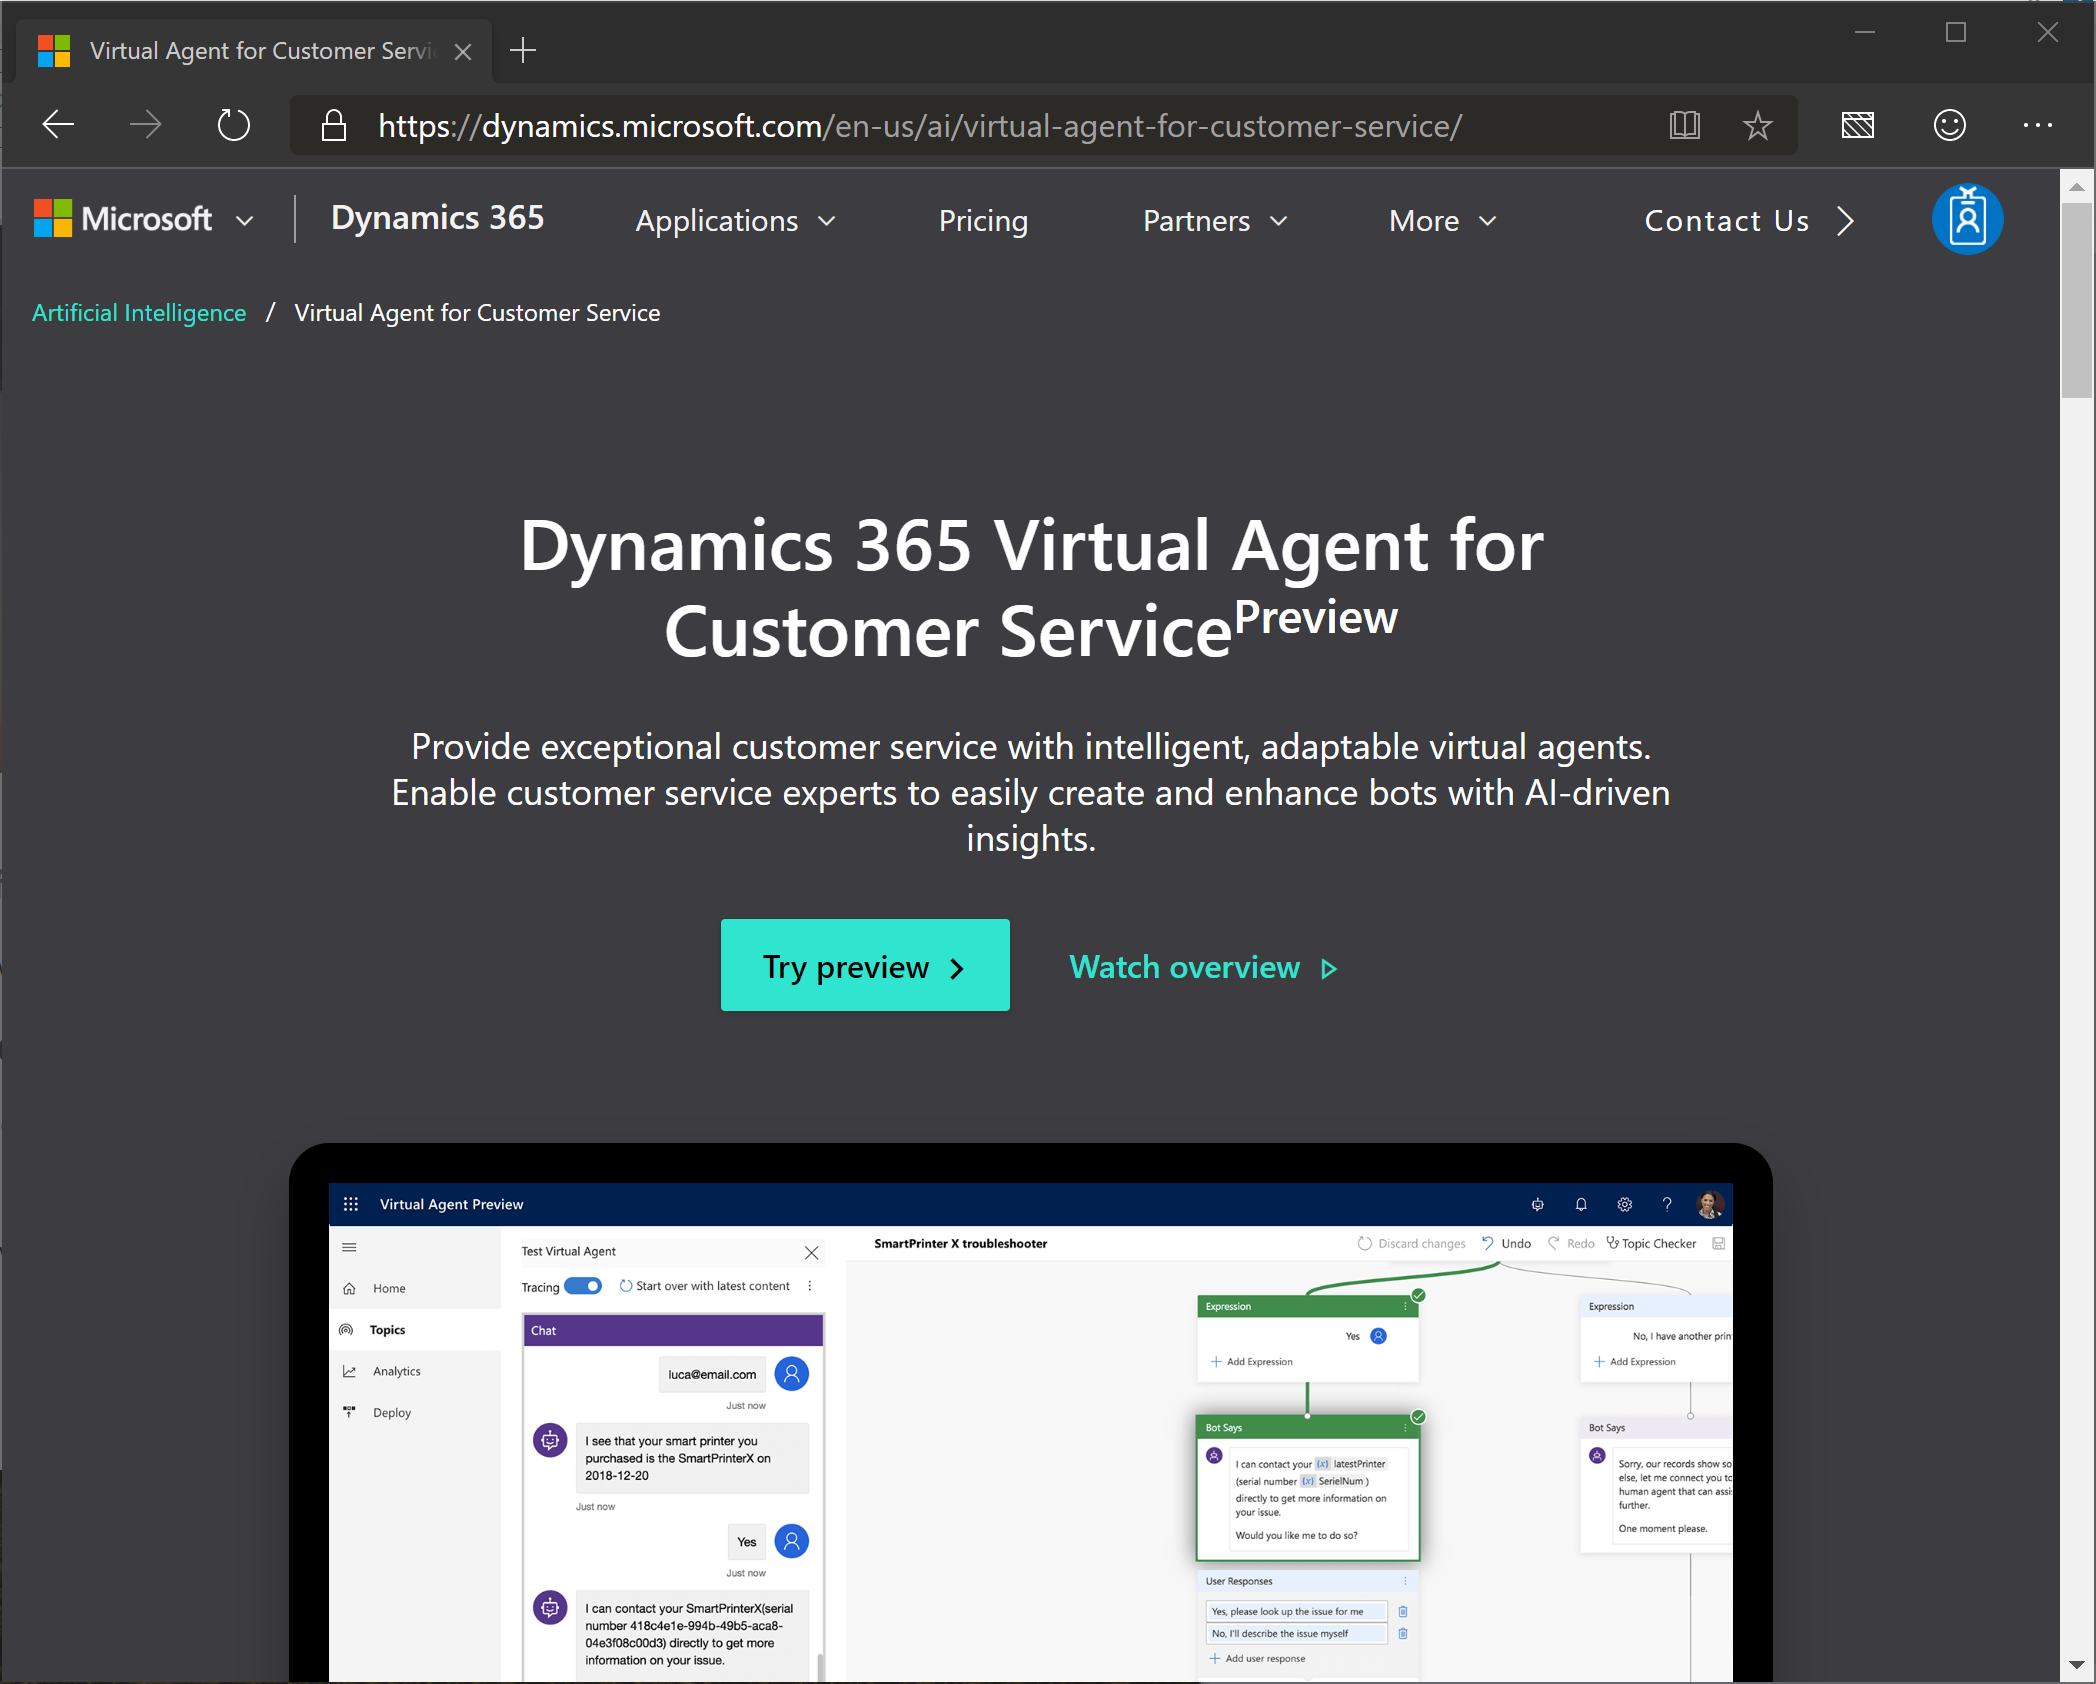 Virtual Agent for Customer Servi
https://dynamics.microsoft.com/en-us/ai/virtual-agent-for-customer-service/
Microsoft Dynamics 365 Applications Pricing Partners More Contact Us
Artificial Intelligence / Virtual Agent for Customer Service
Dynamics 365 Virtual Agent for
Customer Service Preview
Provide exceptional customer service with intelligent, adaptable virtual agents.
Enable customer service experts to easily create and enhance bots with AI-driven
insights.
Try preview
Watch overview
Virtual Agent Preview
Home
Topics
Analytics
Deploy
Test Virtual Agent
Tracing
Start over with latest content
Chat
luca@email.com
Just now
I see that your smart printer you
purchased is the SmartPrinterX on
2018-12-20
Just now
Yes
Just now
I can contact your SmartPrinterX(serial
number 418c4e1e-994b-49b5-aca8-
04e3f08c00d3) directly to get more
information on your issue.
SmartPrinter X troubleshooter
Discard changes Undo Redo Topic Checker
Expression
Yes
Add Expression
Bot Says
I can contact your (x) latestPrinter
(serial number (x) SerielNum )
directly to get more information on
your issue.
Would you like me to do so?
User Responses
Yes, please look up the issue for me
No, I'll describe the issue myself
Add user response
Expression
No, I have another prin
Add Expression
Bot Says
Sorry, our records show so
else, let me connect you to
human agent that can assi
further.
One moment please.